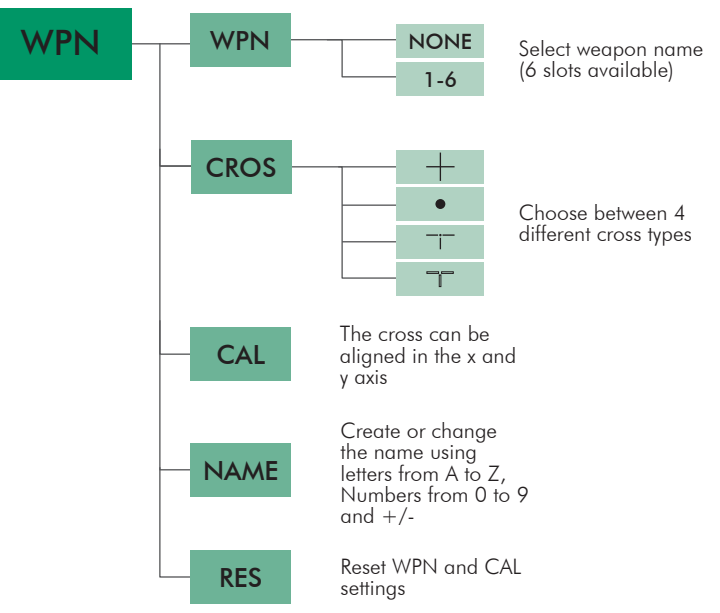 WPN
WPN
NONE
1-6
Select weapon name
(6 slots available)
CROS
Choose between 4
different cross types
CAL
The cross can be
aligned in the x and
y axis
NAME
Create or change
the name using
letters from A to Z,
Numbers from 0 to 9
and +/-
RES
Reset WPN and CAL
settings